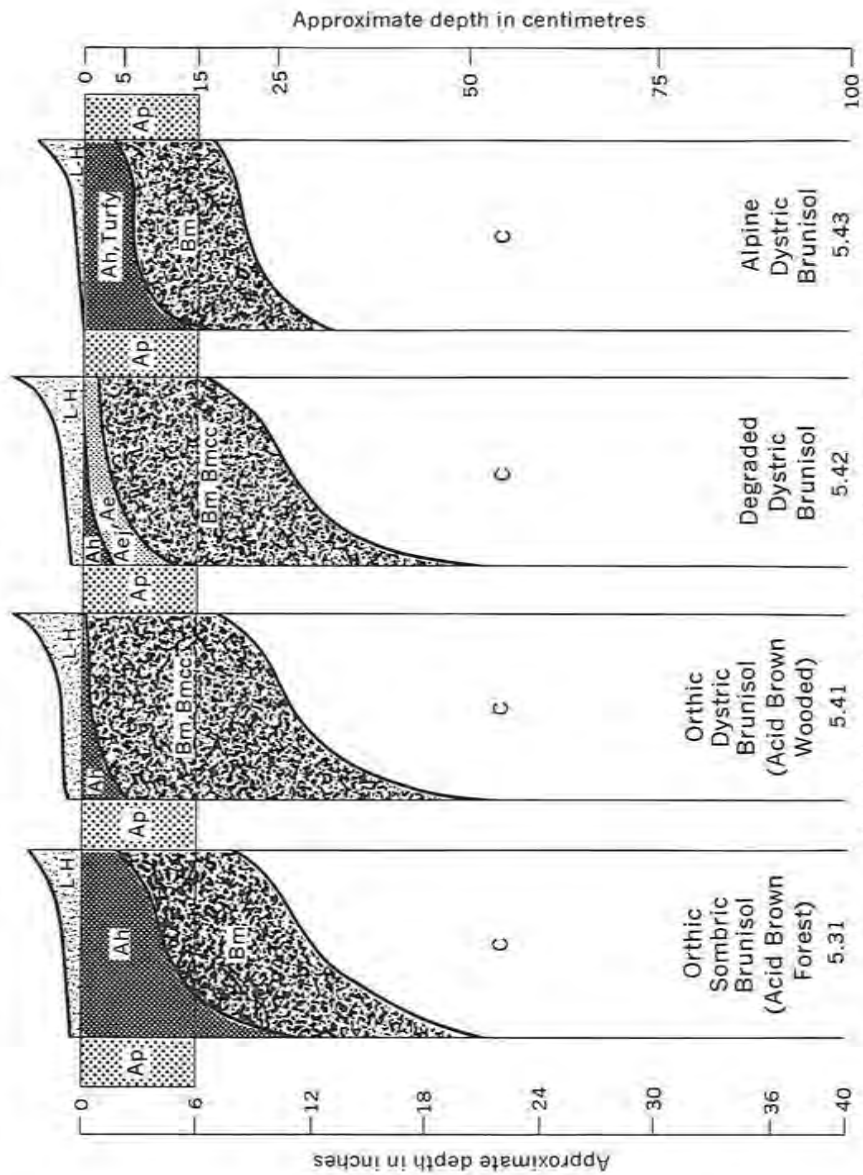 Approximate depth in centimetres
0
5
15
25
50
75
100
Ap
L-H
Ah, Turfy
Bm
C
Alpine
Dystric
Brunisol
5.43
Ap
L-H
Ah
Ae
Aej
Bm, Bmcc
C
Degraded
Dystric
Brunisol
5.42
Ap
L-H
Ah
Bm, Bmcc
C
Orthic
Dystric
Brunisol
(Acid Brown
Wooded)
5.41
Ap
L-H
Ah
Bm
C
Orthic
Sombric
Brunisol
(Acid Brown
Forest)
5.31
Ap
0
6
12
18
24
30
36
40
Approximate depth in inches